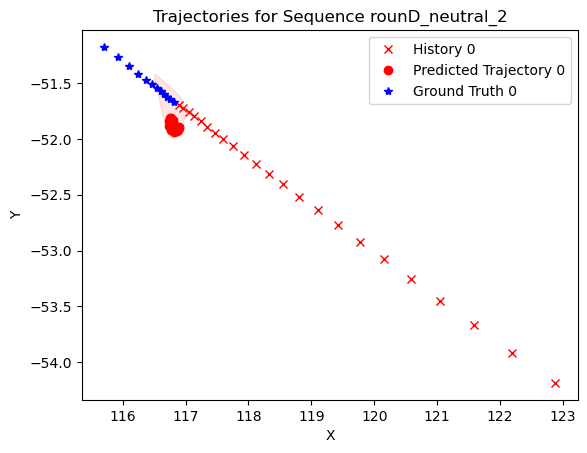 Trajectories for Sequence rounD_neutral_2
History 0
Predicted Trajectory 0
Ground Truth 0
−51.5
−52.0
−52.5
−53.0
−53.5
−54.0
Y
116 117 118 119 120 121 122 123
X